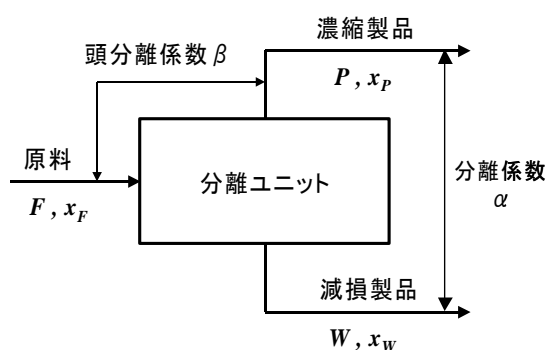 濃縮製品
頭分離係数 β
P , x_P
原料
分離ユニット
分離係数
α
F , x_F
減損製品
W , x_W